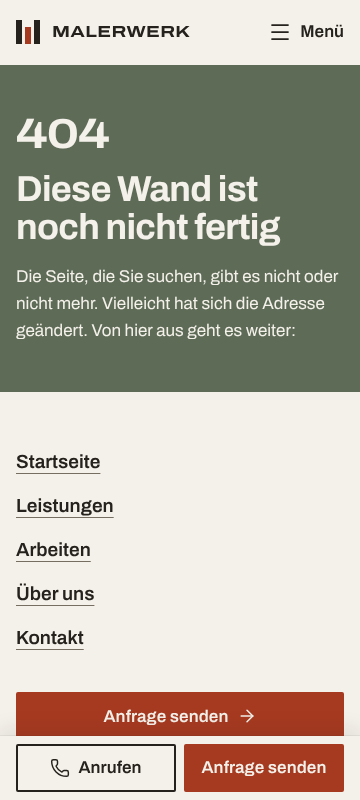 MALERWERK
Menü
404
Diese Wand ist
noch nicht fertig
Die Seite, die Sie suchen, gibt es nicht oder
nicht mehr. Vielleicht hat sich die Adresse
geändert. Von hier aus geht es weiter:
Startseite
Leistungen
Arbeiten
Über uns
Kontakt
Anfrage senden
Anrufen
Anfrage senden